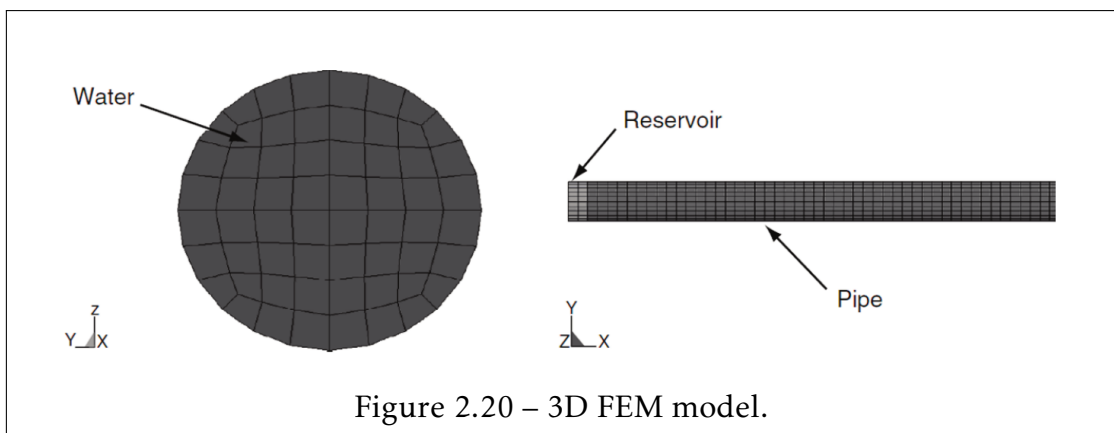 Water
z
Y X
Reservoir
Pipe
Y
Z X
Figure 2.20 – 3D FEM model.